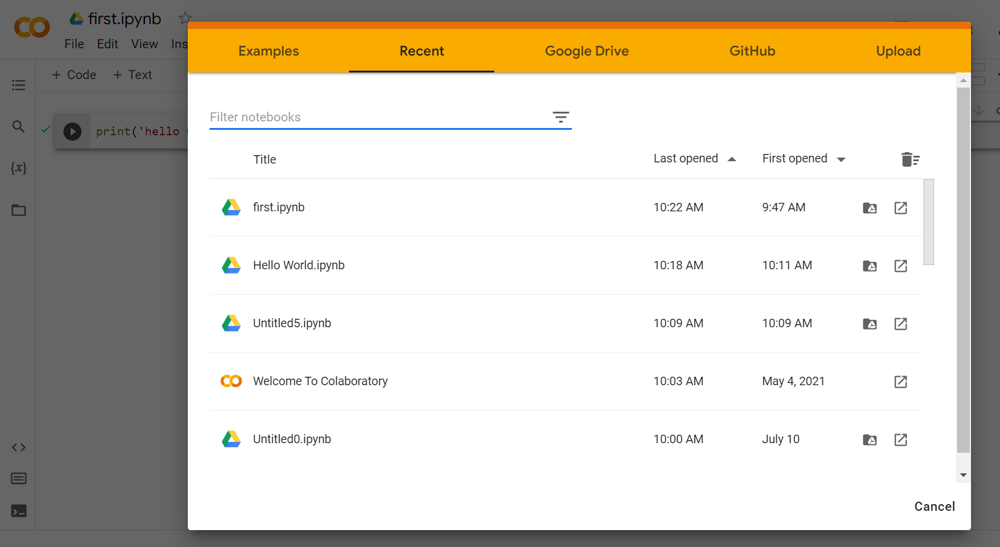 first.ipynb
File Edit View Ins
Examples Recent Google Drive GitHub Upload
+ Code + Text
Filter notebooks
{x}
print('hello
Title Last opened First opened
first.ipynb 10:22 AM 9:47 AM
Hello World.ipynb 10:18 AM 10:11 AM
Untitled5.ipynb 10:09 AM 10:09 AM
Welcome To Colaboratory 10:03 AM May 4, 2021
Untitled0.ipynb 10:00 AM July 10
Cancel